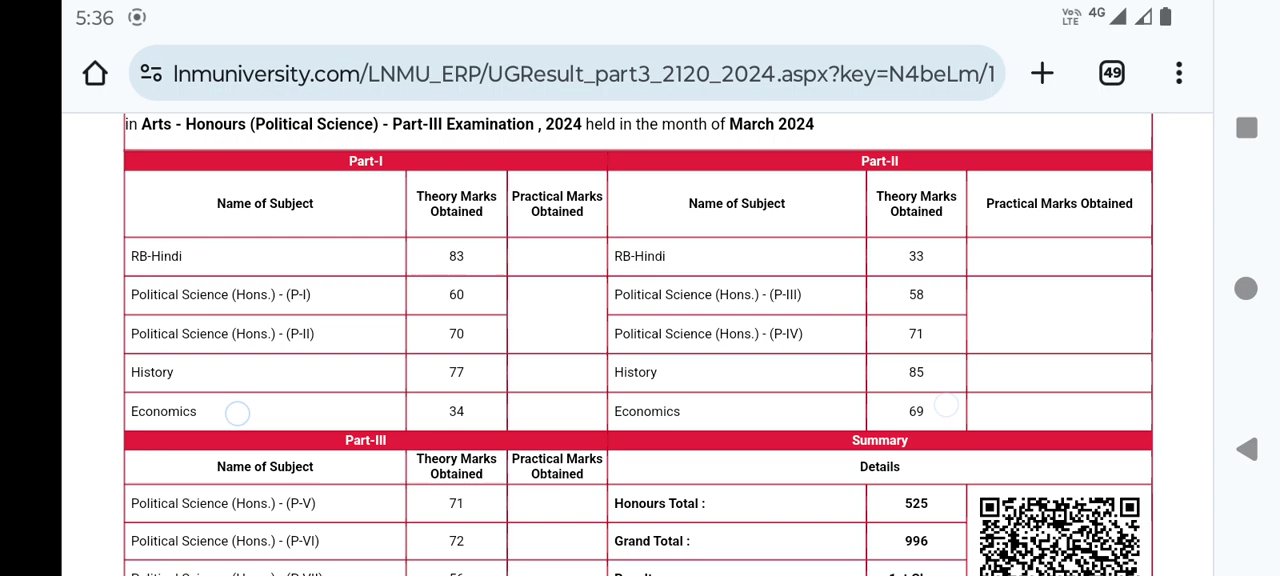 5:36 Vo LTE 4G
lnmuniversity.com/LNMU_ERP/UGResult_part3_2120_2024.aspx?key=N4beLm/1 49
in Arts - Honours (Political Science) - Part-III Examination , 2024 held in the month of March 2024
Part-I Part-II
Name of Subject Theory Marks Obtained Practical Marks Obtained Name of Subject Theory Marks Obtained Practical Marks Obtained
RB-Hindi 83 RB-Hindi 33
Political Science (Hons.) - (P-I) 60 Political Science (Hons.) - (P-III) 58
Political Science (Hons.) - (P-II) 70 Political Science (Hons.) - (P-IV) 71
History 77 History 85
Economics 34 Economics 69
Part-III Summary
Name of Subject Theory Marks Obtained Practical Marks Obtained Details
Political Science (Hons.) - (P-V) 71 Honours Total : 525
Political Science (Hons.) - (P-VI) 72 Grand Total : 996